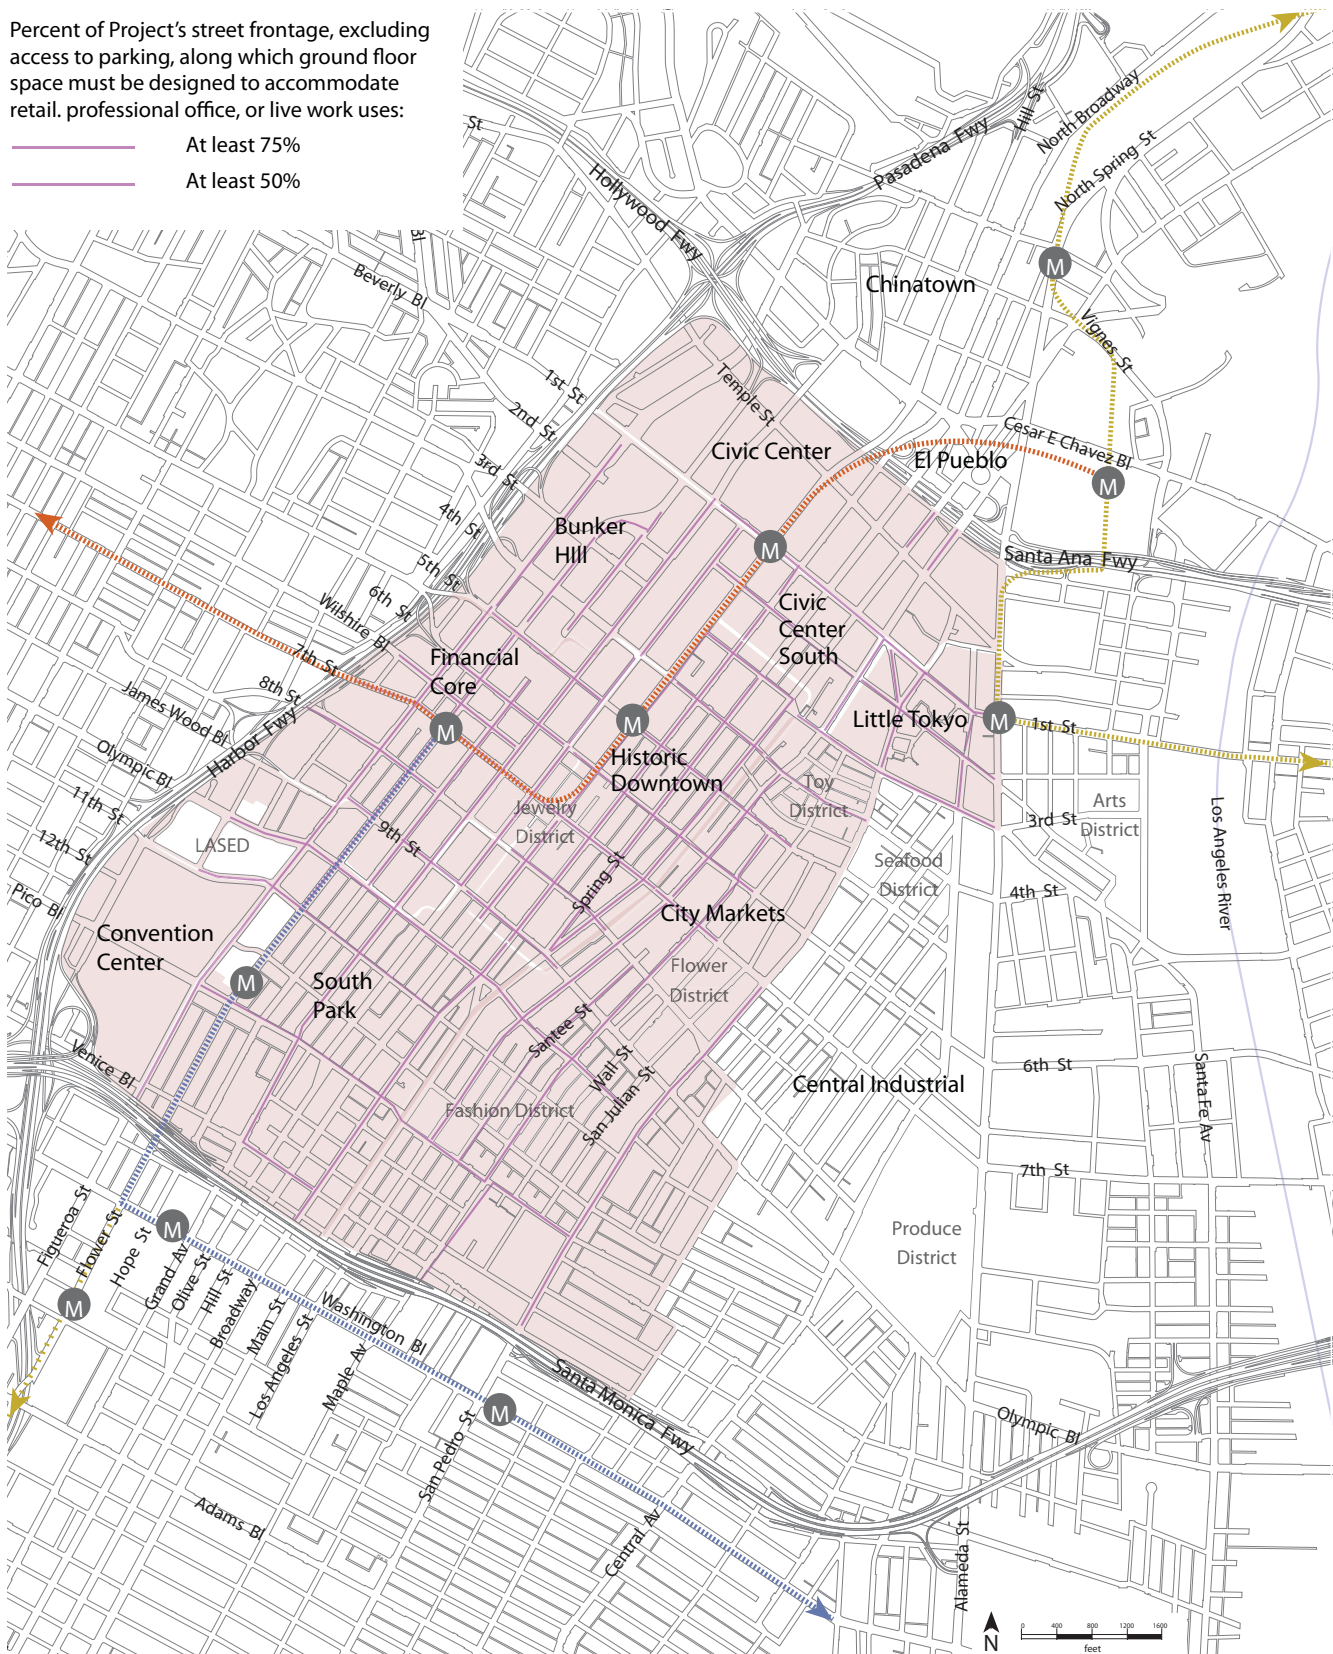 Percent of Project's street frontage, excluding
access to parking, along which ground floor
space must be designed to accommodate
retail. professional office, or live work uses:
At least 75%
At least 50%
St
Bl
Hollywood Fwy
Pasadena Fwy
Hill St
North Broadway
North Spring St
M
Chinatown
Vignes St
Beverly Bl
1st St
2nd St
3rd St
4th St
5th St
6th St
Wilshire Bl
7th St
8th St
James Wood Bl
Olympic Bl
11th St
12th St
Pico Bl
Harbor Fwy
Temple St
Civic Center
El Pueblo
Cesar E Chavez Bl
M
Santa Ana Fwy
Bunker
HIll
M
Civic
Center
South
Financial
Core
M
M
Historic
Downtown
Little Tokyo
M
1st St
Jewelry
District
Toy
District
Arts
District
3rd St
Los Angeles River
LASED
9th St
Spring St
Seafood
District
4th St
City Markets
Convention
Center
Flower
District
M
South
Park
Santee St
Wall St
San Julian St
Fashion District
Central Industrial
6th St
Santa Fe Av
Venice Bl
7th St
Produce
District
Figueroa St
Flower St
Hope St
M
Grand Av
Olive St
Hill St
Broadway
Main St
Los Angeles St
Maple Av
M
Washington Bl
Santa Monica Fwy
San Pedro St
M
Adams Bl
Central Av
Olympic Bl
Alameda St
N
0 400 800 1200 1600
feet